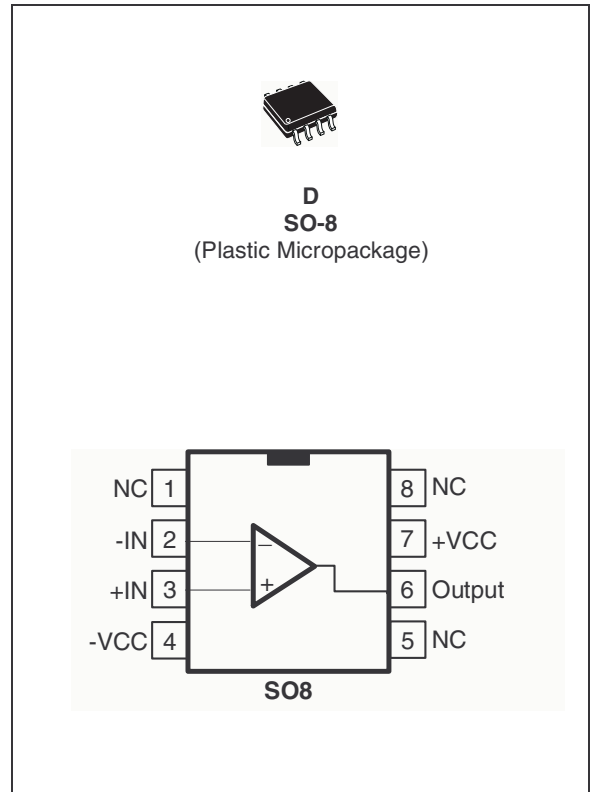 D
SO-8
(Plastic Micropackage)
NC 1 8 NC
-IN 2 – 7 +VCC
+IN 3 + 6 Output
-VCC 4 5 NC
SO8